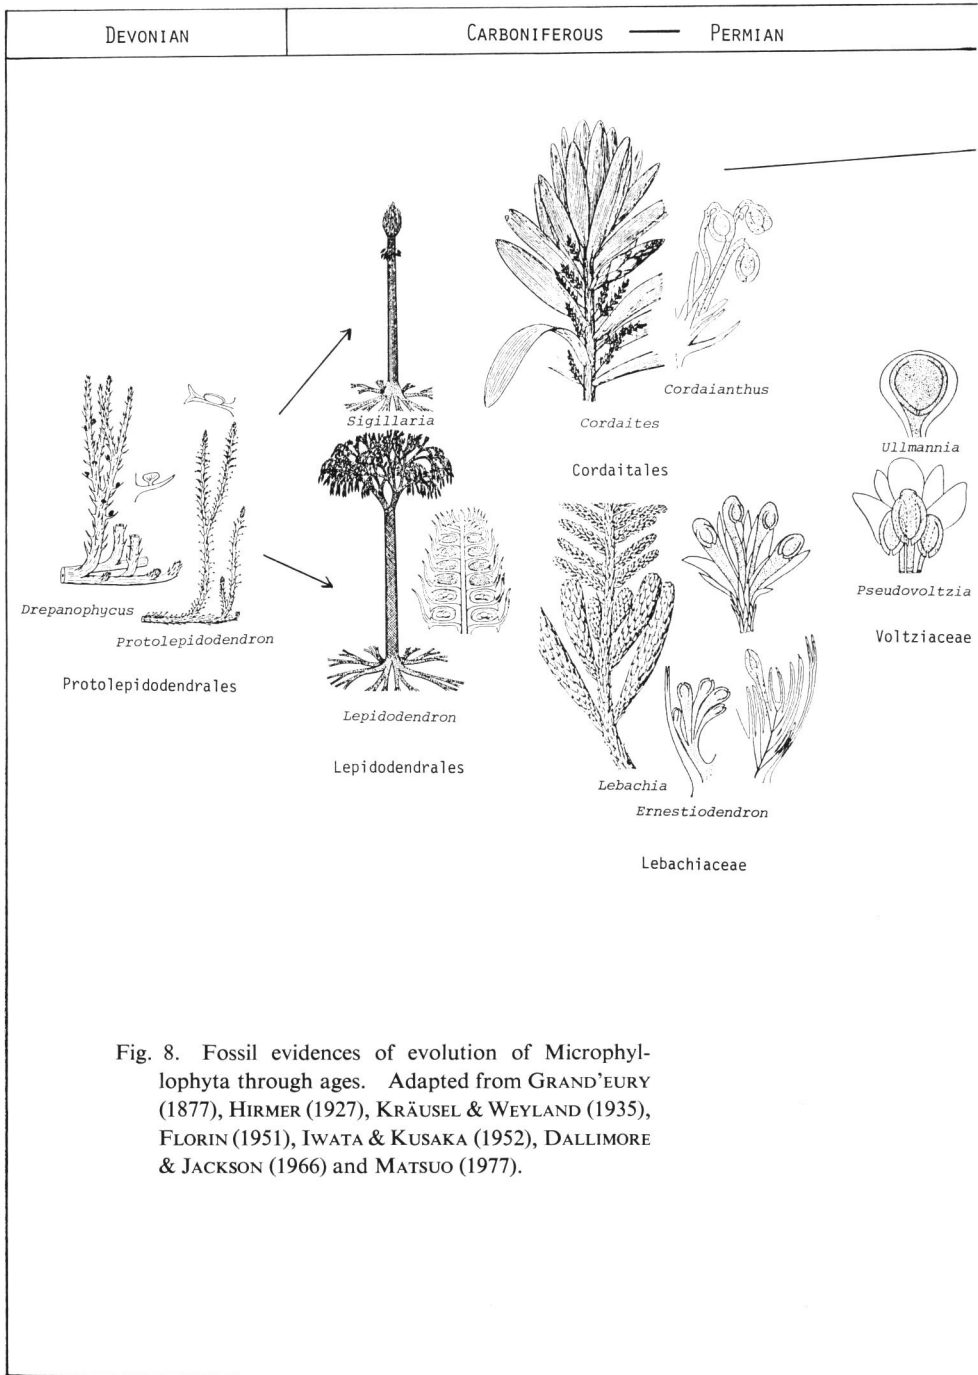 DEVONIAN
CARBONIFEROUS — PERMIAN
Sigillaria
Cordaianthus
Cordaites
Cordaitales
Ullmannia
Pseudovoltzia
Voltziaceae
Drepanophycus
Protolepidodendron
Protolepidodendrales
Lepidodendron
Lepidodendrales
Lebachia
Ernestiodendron
Lebachiaceae
Fig. 8. Fossil evidences of evolution of Microphyl-
lophyta through ages. Adapted from GRAND'EURY
(1877), HIRMER (1927), KRÄUSEL & WEYLAND (1935),
FLORIN (1951), IWATA & KUSAKA (1952), DALLIMORE
& JACKSON (1966) and MATSUO (1977).